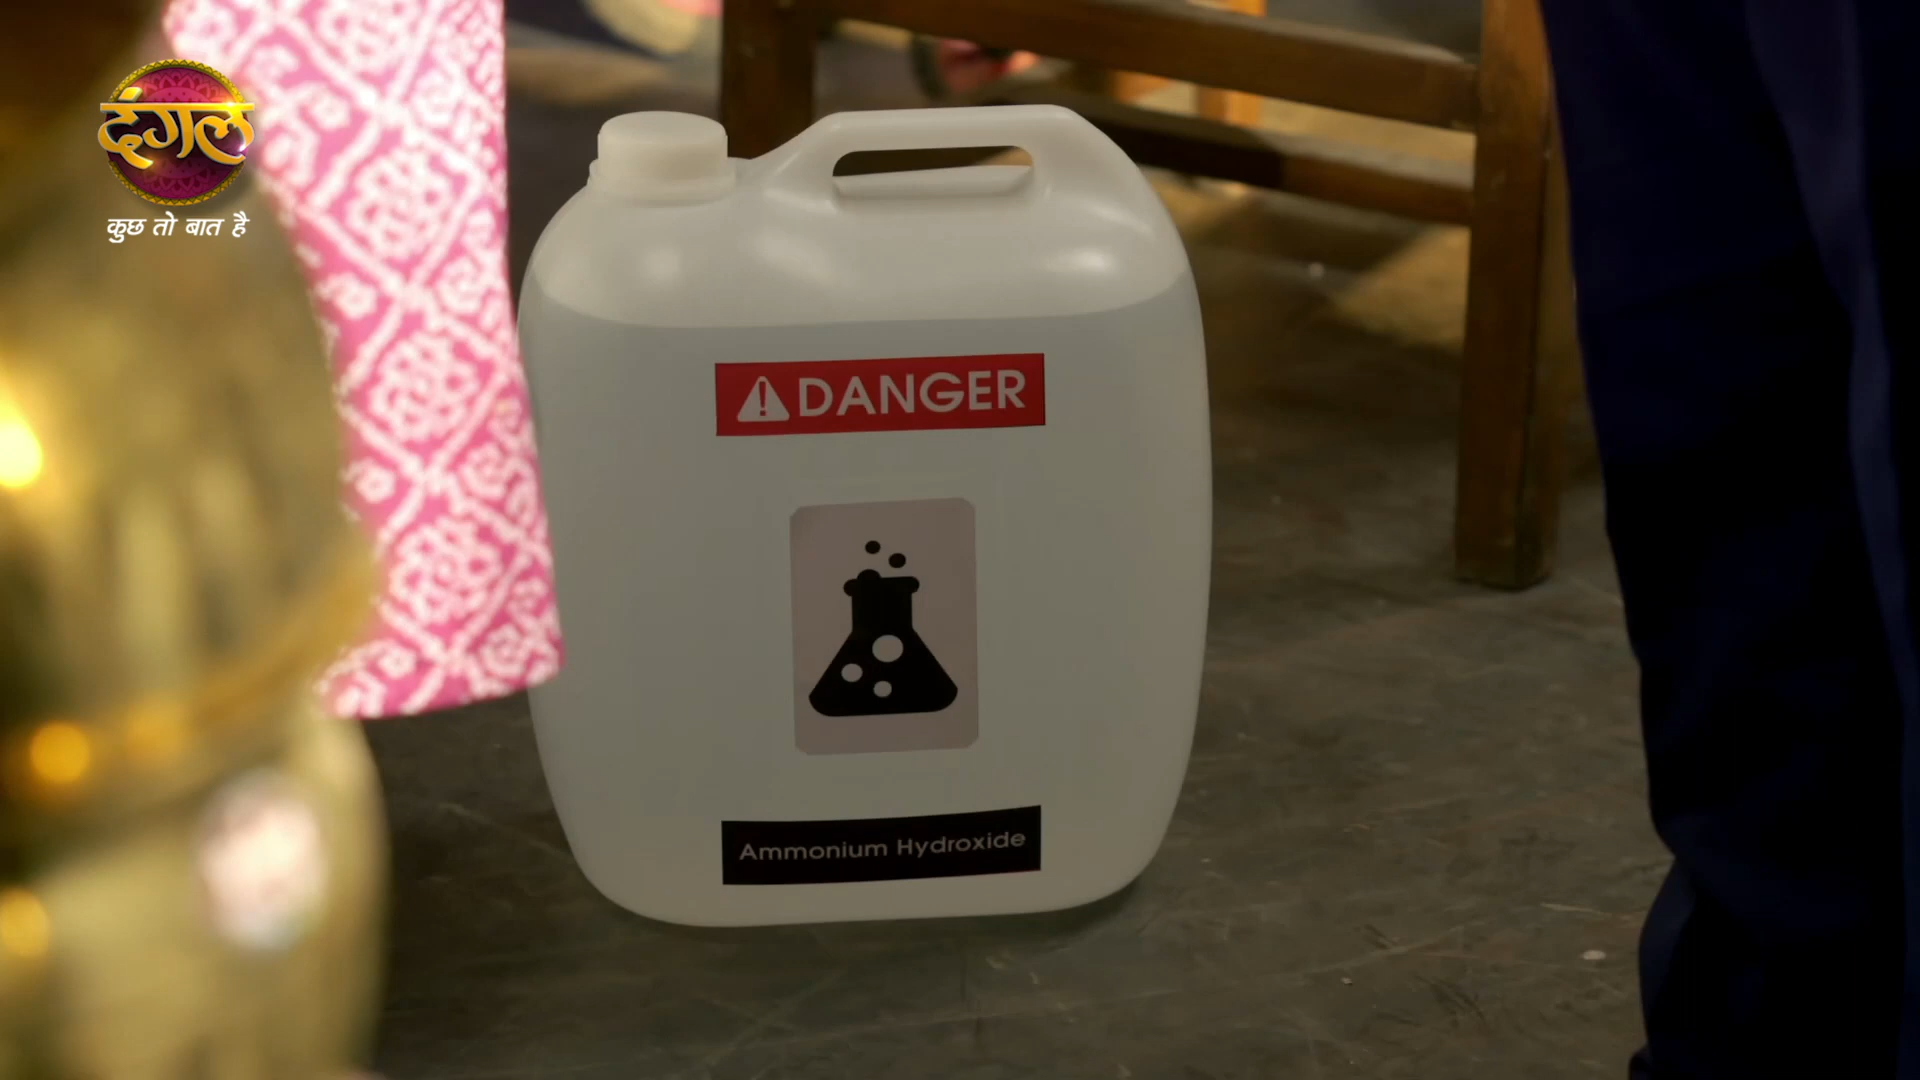 दंगल
कुछ तो बात है
DANGER
Ammonium Hydroxide